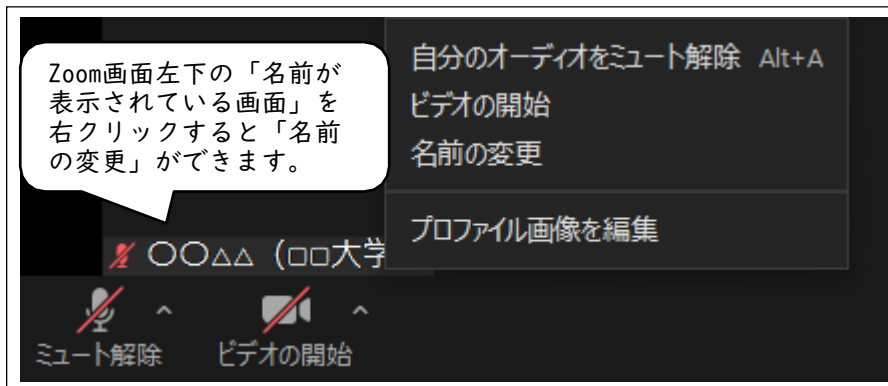 Zoom画面左下の「名前が
表示されている画面」を
右クリックすると「名前
の変更」ができます。
自分のオーディオをミュート解除 Alt+A
ビデオの開始
名前の変更
プロファイル画像を編集
〇〇△△（□□大学
ミュート解除
ビデオの開始